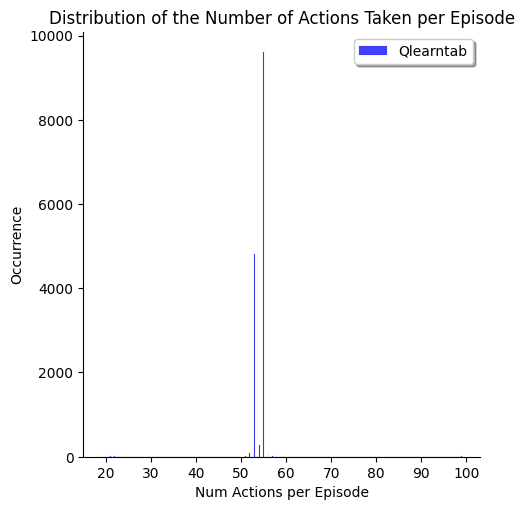 Distribution of the Number of Actions Taken per Episode
Qlearntab
10000
8000
6000
4000
2000
0
Occurrence
20 30 40 50 60 70 80 90 100
Num Actions per Episode